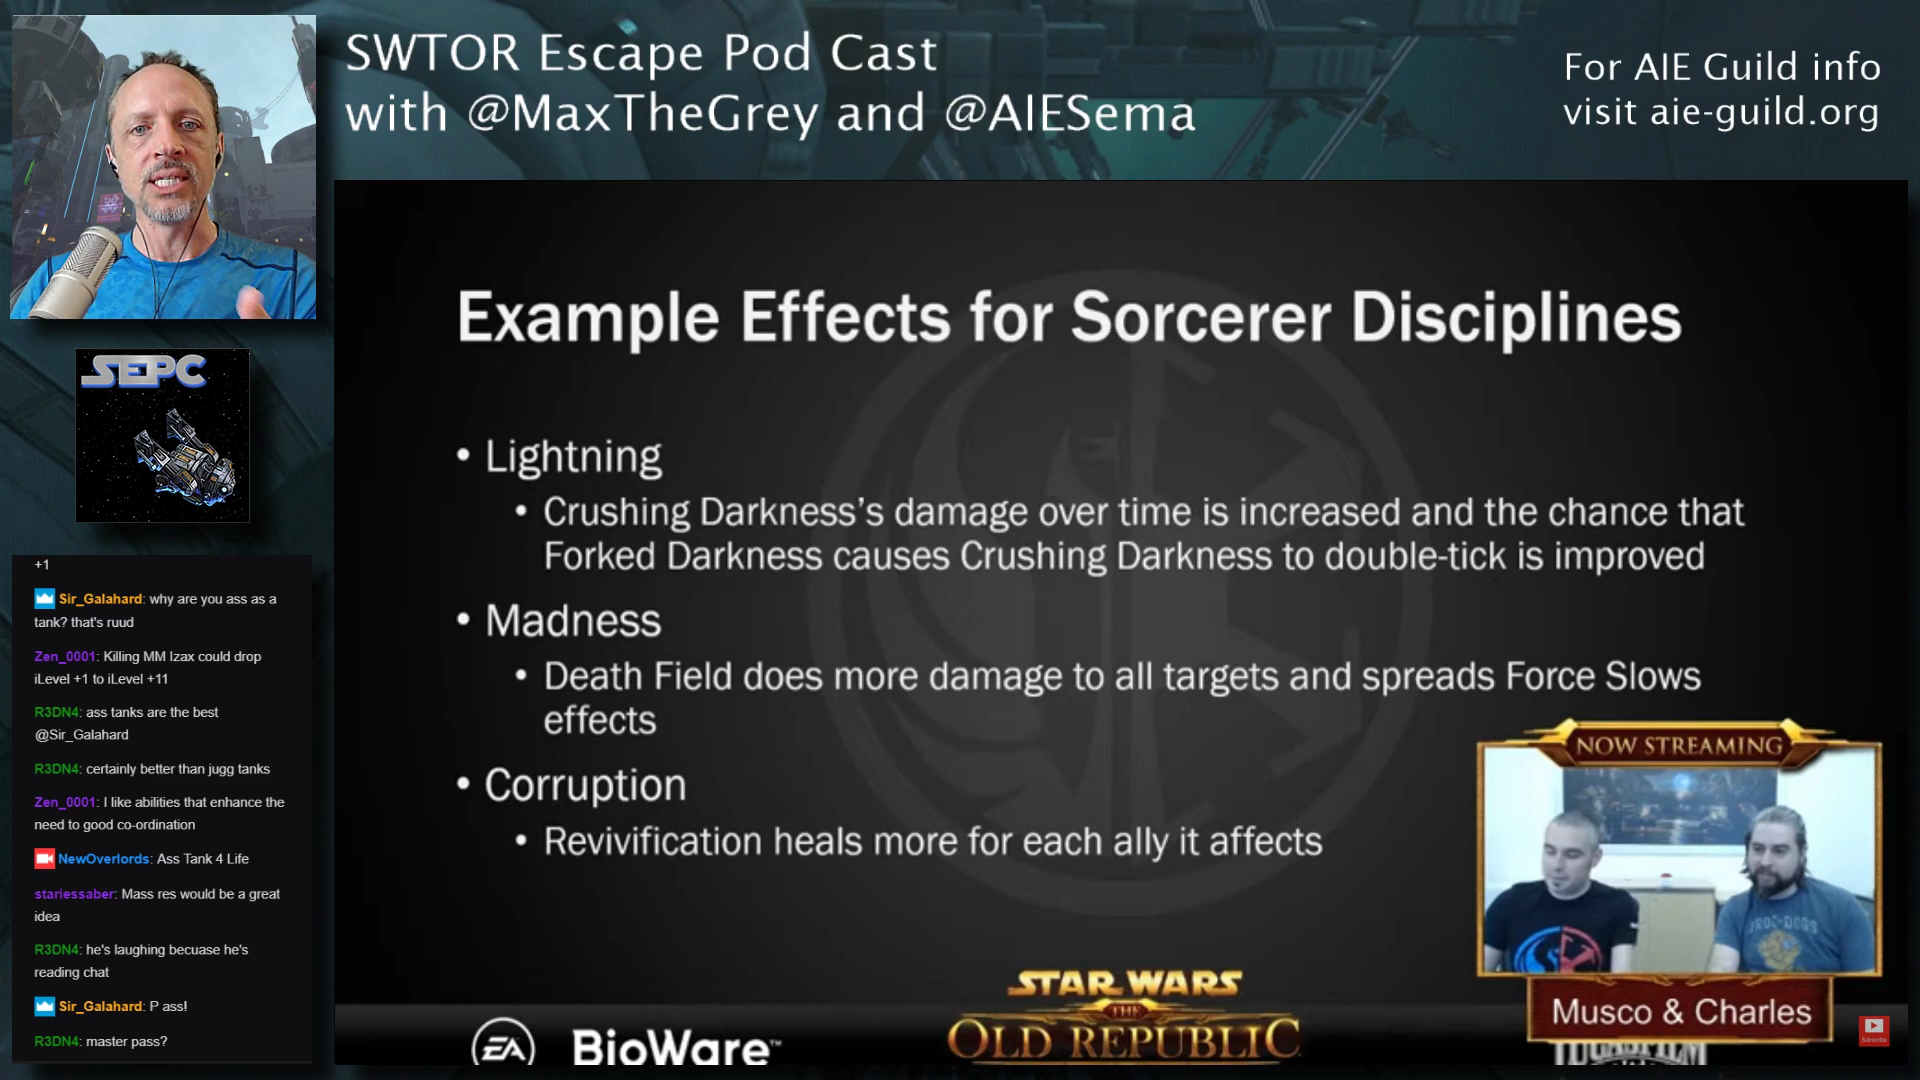 SWTOR Escape Pod Cast
with @MaxTheGrey and @AIESema
For AIE Guild info
visit aie-guild.org
SEPC
+1
Sir_Galahard: why are you ass as a
tank? that's ruud
Zen_0001: Killing MM Izax could drop
iLevel +1 to iLevel +11
R3DN4: ass tanks are the best
@Sir_Galahard
R3DN4: certainly better than jugg tanks
Zen_0001: I like abilities that enhance the
need to good co-ordination
NewOverlords: Ass Tank 4 Life
stariessaber: Mass res would be a great
idea
R3DN4: he's laughing becuase he's
reading chat
Sir_Galahard: P ass!
R3DN4: master pass?
Example Effects for Sorcerer Disciplines
• Lightning
• Crushing Darkness's damage over time is increased and the chance that
Forked Darkness causes Crushing Darkness to double-tick is improved
• Madness
• Death Field does more damage to all targets and spreads Force Slows
effects
• Corruption
• Revivification heals more for each ally it affects
NOW STREAMING
FROG-DOGS
Musco & Charles
EA
BioWare™
STAR WARS
THE
OLD REPUBLIC
LUCASFILM
Subscribe